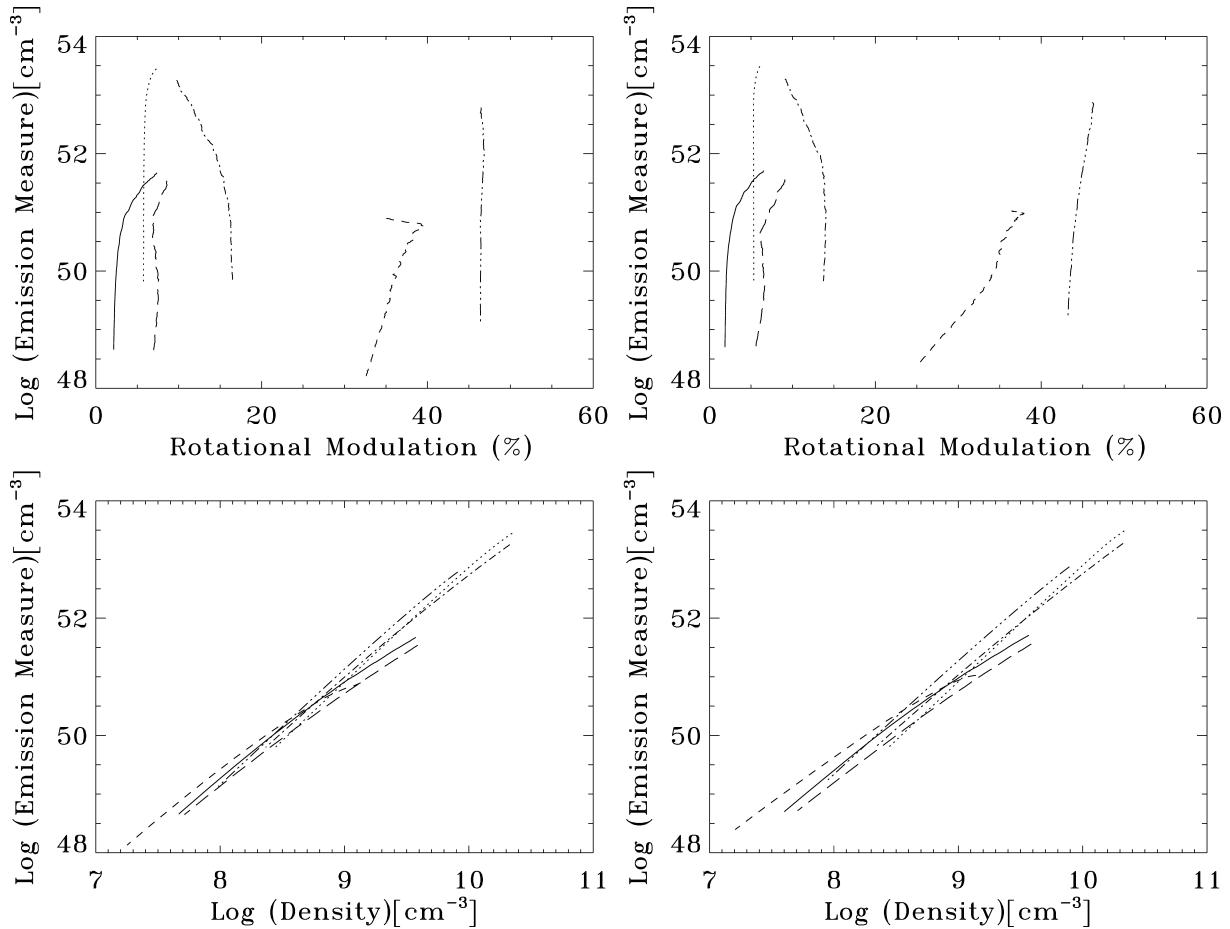 Log (Emission Measure)[cm⁻³]
54
52
50
48
0 20 40 60
Rotational Modulation (%)
Log (Emission Measure)[cm⁻³]
54
52
50
48
0 20 40 60
Rotational Modulation (%)
Log (Emission Measure)[cm⁻³]
54
52
50
48
7 8 9 10 11
Log (Density)[cm⁻³]
Log (Emission Measure)[cm⁻³]
54
52
50
48
7 8 9 10 11
Log (Density)[cm⁻³]